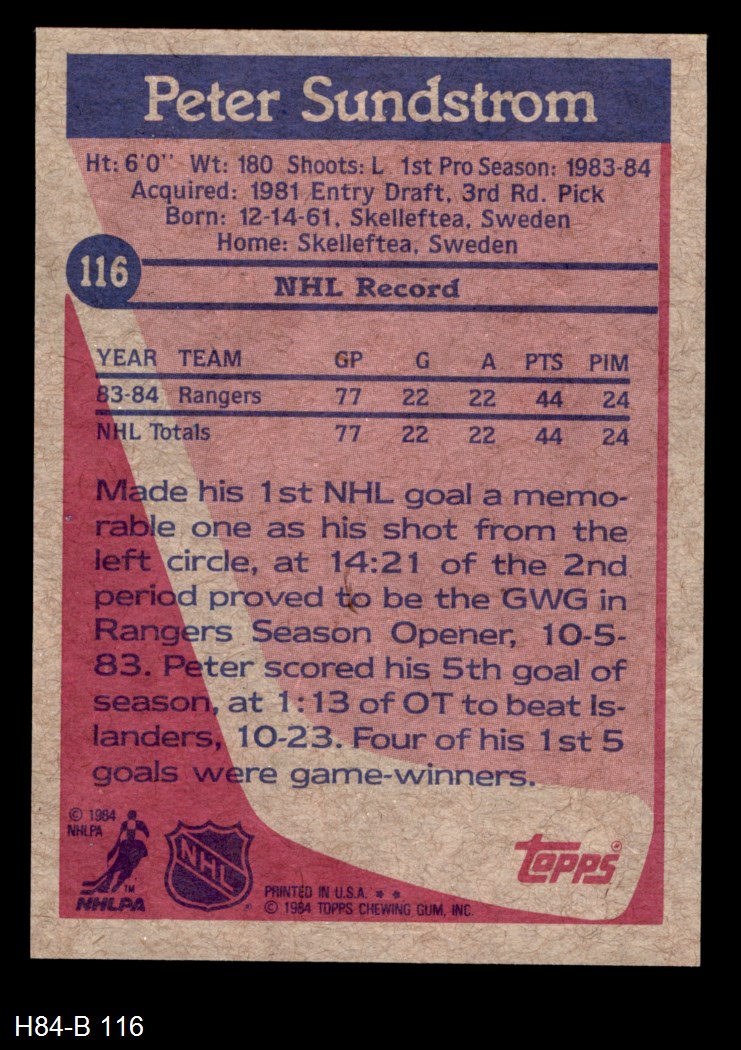 Peter Sundstrom
Ht: 6'0" Wt: 180 Shoots: L 1st Pro Season: 1983-84
Acquired: 1981 Entry Draft, 3rd Rd. Pick
Born: 12-14-61, Skelleftea, Sweden
Home: Skelleftea, Sweden
116
NHL Record
YEAR TEAM GP G A PTS PIM
83-84 Rangers 77 22 22 44 24
NHL Totals 77 22 22 44 24
Made his 1st NHL goal a memo-
rable one as his shot from the
left circle, at 14:21 of the 2nd
period proved to be the GWG in
Rangers Season Opener, 10-5-
83. Peter scored his 5th goal of
season, at 1:13 of OT to beat Is-
landers, 10-23. Four of his 1st 5
goals were game-winners.
© 1984
NHLPA
TM
NHLPA
NHL
topps®
PRINTED IN U.S.A. * *
© 1984 TOPPS CHEWING GUM, INC.
H84-B 116